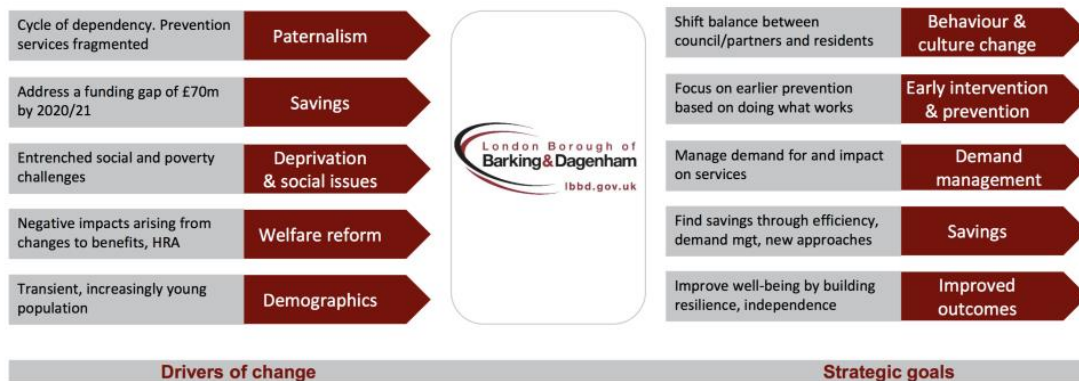 Cycle of dependency. Prevention
services fragmented
Paternalism
Address a funding gap of £70m
by 2020/21
Savings
Entrenched social and poverty
challenges
Deprivation
& social issues
Negative impacts arising from
changes to benefits, HRA
Welfare reform
Transient, increasingly young
population
Demographics
London Borough of
Barking&Dagenham
lbbd.gov.uk
Shift balance between
council/partners and residents
Behaviour &
culture change
Focus on earlier prevention
based on doing what works
Early intervention
& prevention
Manage demand for and impact
on services
Demand
management
Find savings through efficiency,
demand mgt, new approaches
Savings
Improve well-being by building
resilience, independence
Improved
outcomes
Drivers of change
Strategic goals